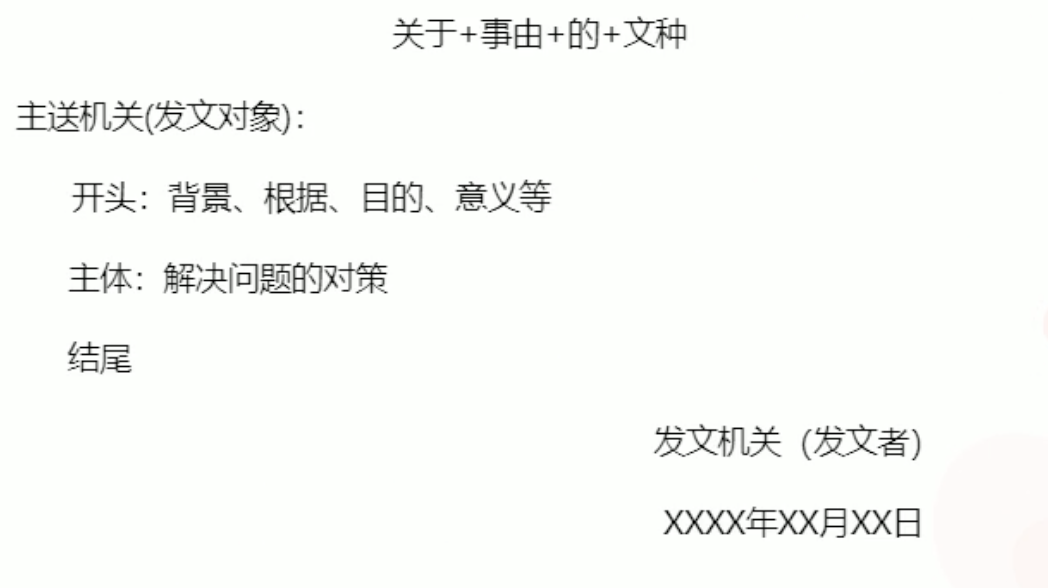 关于+事由+的+文种
主送机关(发文对象)：
开头：背景、根据、目的、意义等
主体：解决问题的对策
结尾
发文机关（发文者）
XXXX年XX月XX日